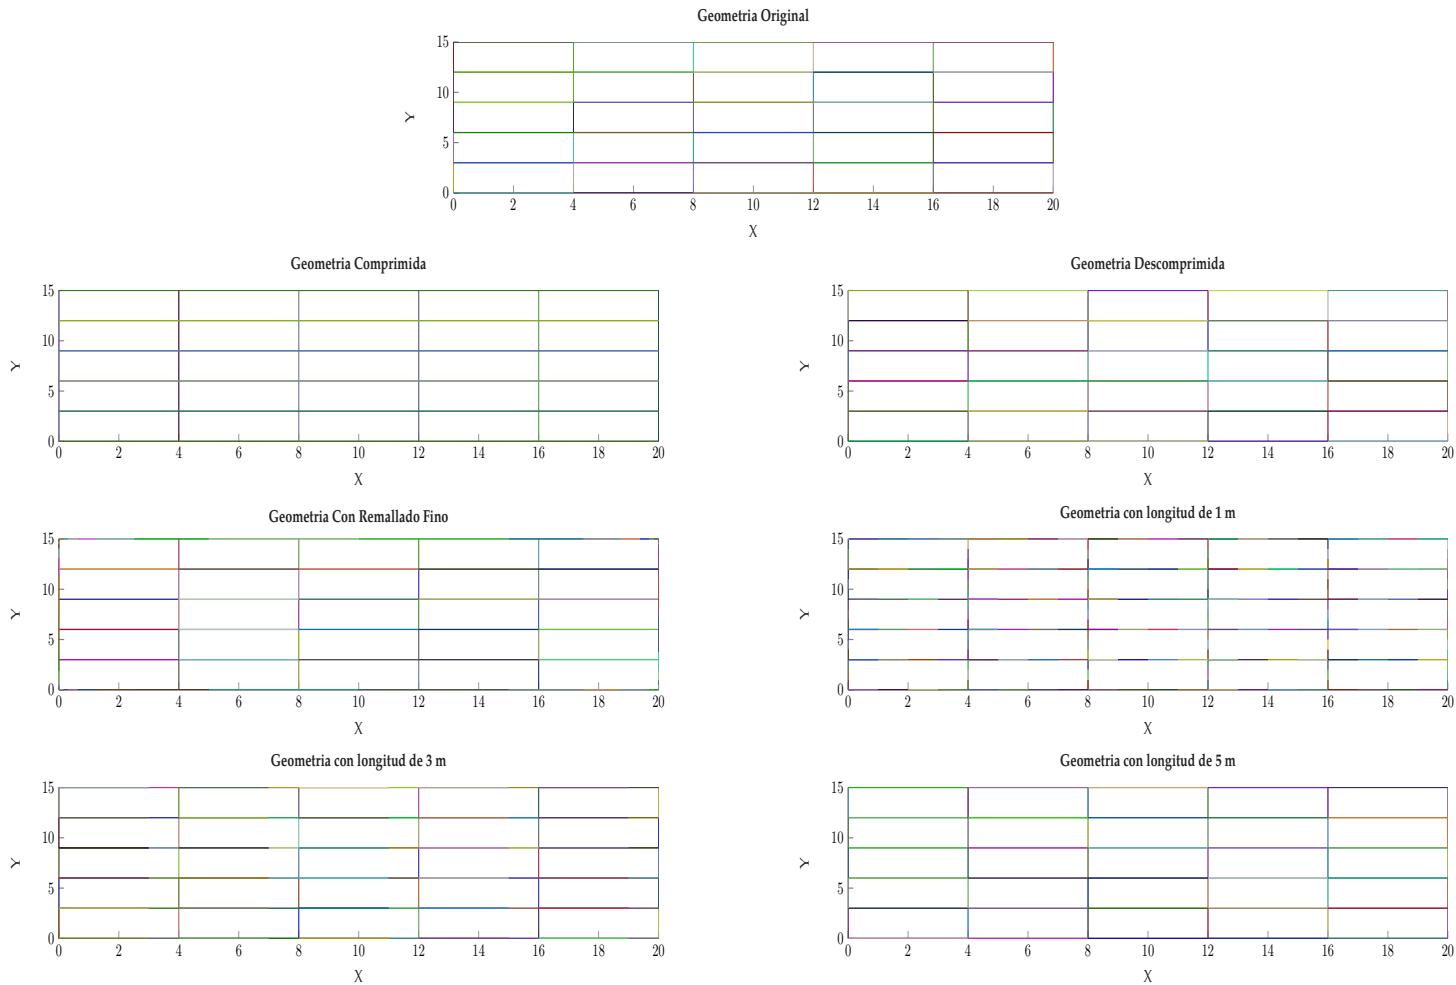 Geometria Original
15
10
5
0
Y
0 2 4 6 8 10 12 14 16 18 20
X
Geometria Comprimida
15
10
5
0
Y
0 2 4 6 8 10 12 14 16 18 20
X
Geometria Descomprimida
15
10
5
0
Y
0 2 4 6 8 10 12 14 16 18 20
X
Geometria Con Remallado Fino
15
10
5
0
Y
0 2 4 6 8 10 12 14 16 18 20
X
Geometria con longitud de 1 m
15
10
5
0
Y
0 2 4 6 8 10 12 14 16 18 20
X
Geometria con longitud de 3 m
15
10
5
0
Y
0 2 4 6 8 10 12 14 16 18 20
X
Geometria con longitud de 5 m
15
10
5
0
Y
0 2 4 6 8 10 12 14 16 18 20
X